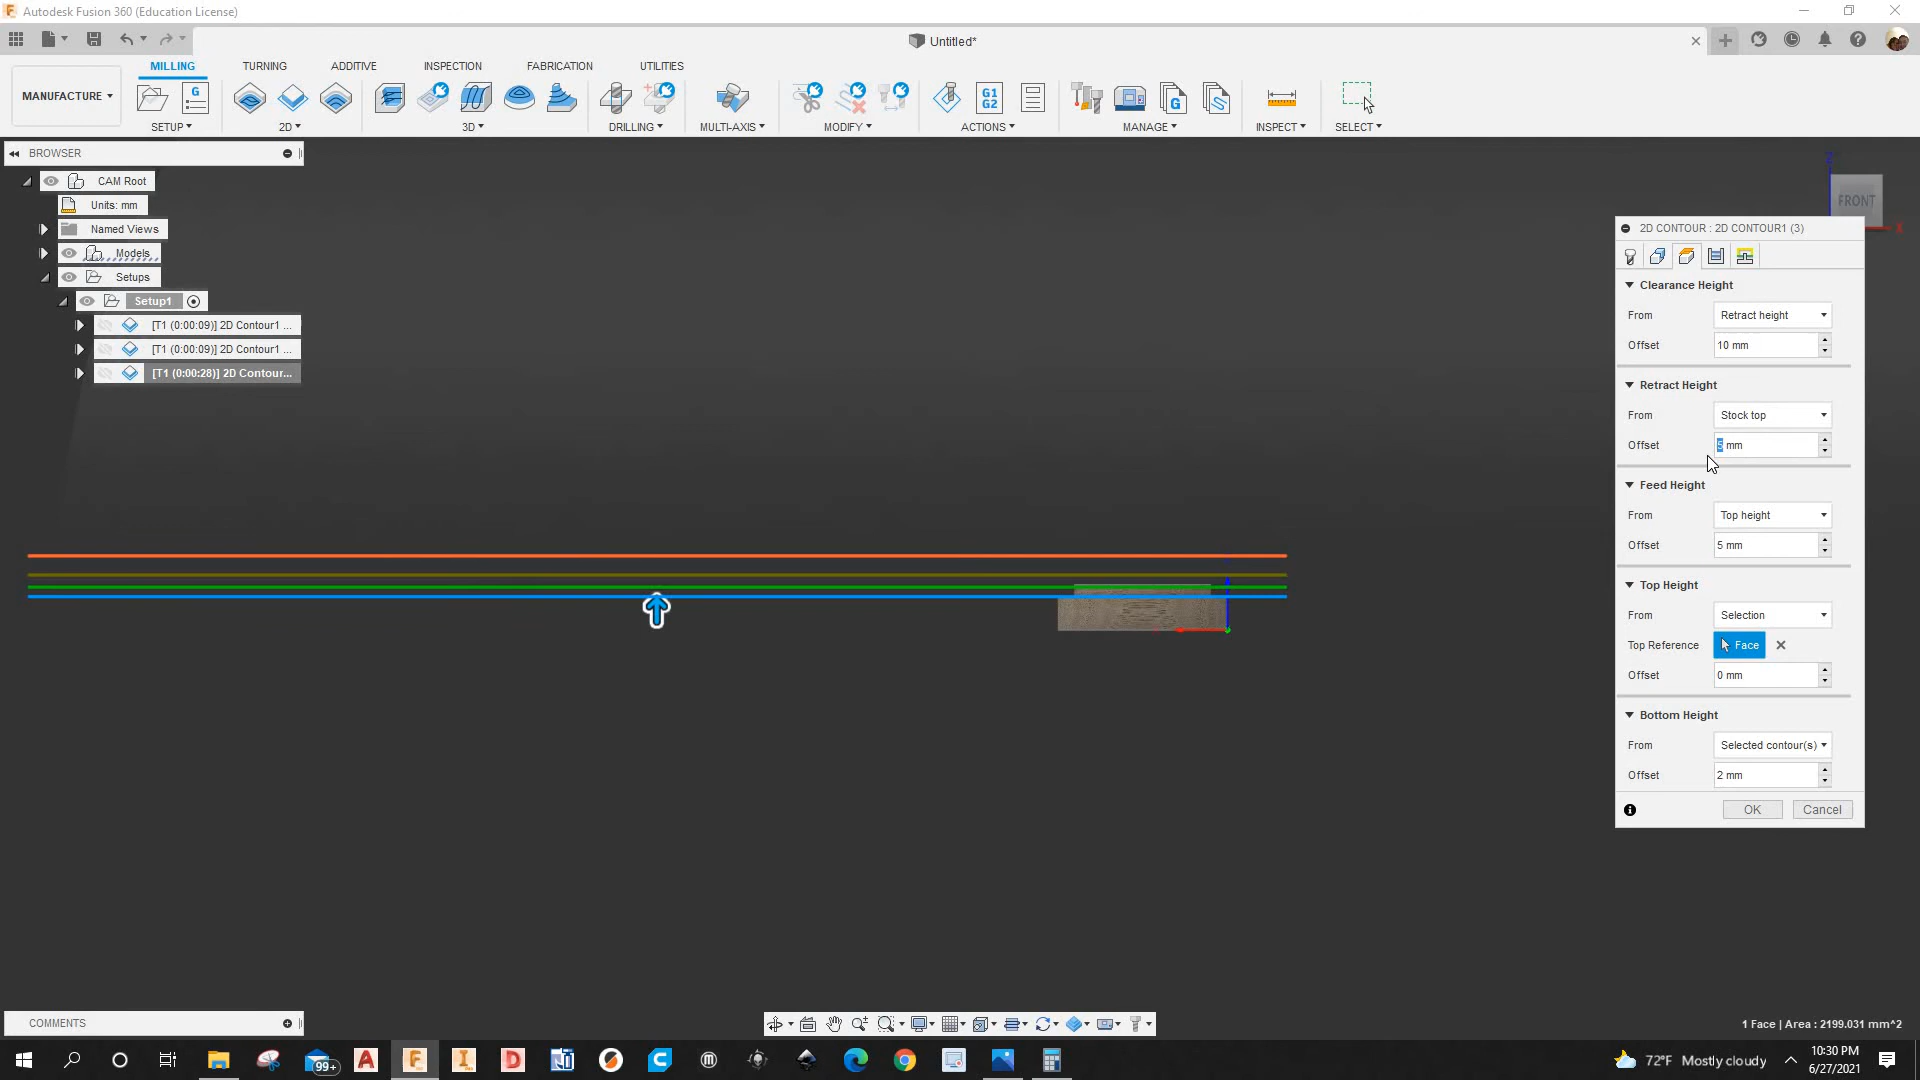 Autodesk Fusion 360 (Education License)
Untitled*
MILLING TURNING ADDITIVE INSPECTION FABRICATION UTILITIES
MANUFACTURE
SETUP 2D 3D DRILLING MULTI-AXIS MODIFY ACTIONS MANAGE INSPECT SELECT
G
G1
G2
G
BROWSER
CAM Root
Units: mm
Named Views
Models
Setups
Setup1
[T1 (0:00:09)] 2D Contour1 ...
[T1 (0:00:09)] 2D Contour1 ...
[T1 (0:00:28)] 2D Contour...
Z
FRONT
X
2D CONTOUR : 2D CONTOUR1 (3)
Clearance Height
From Retract height
Offset 10 mm
Retract Height
From Stock top
Offset 5 mm
Feed Height
From Top height
Offset 5 mm
Top Height
From Selection
Top Reference Face
Offset 0 mm
Bottom Height
From Selected contour(s)
Offset 2 mm
OK Cancel
COMMENTS
1 Face | Area : 2199.031 mm^2
99+
72°F Mostly cloudy
10:30 PM
6/27/2021